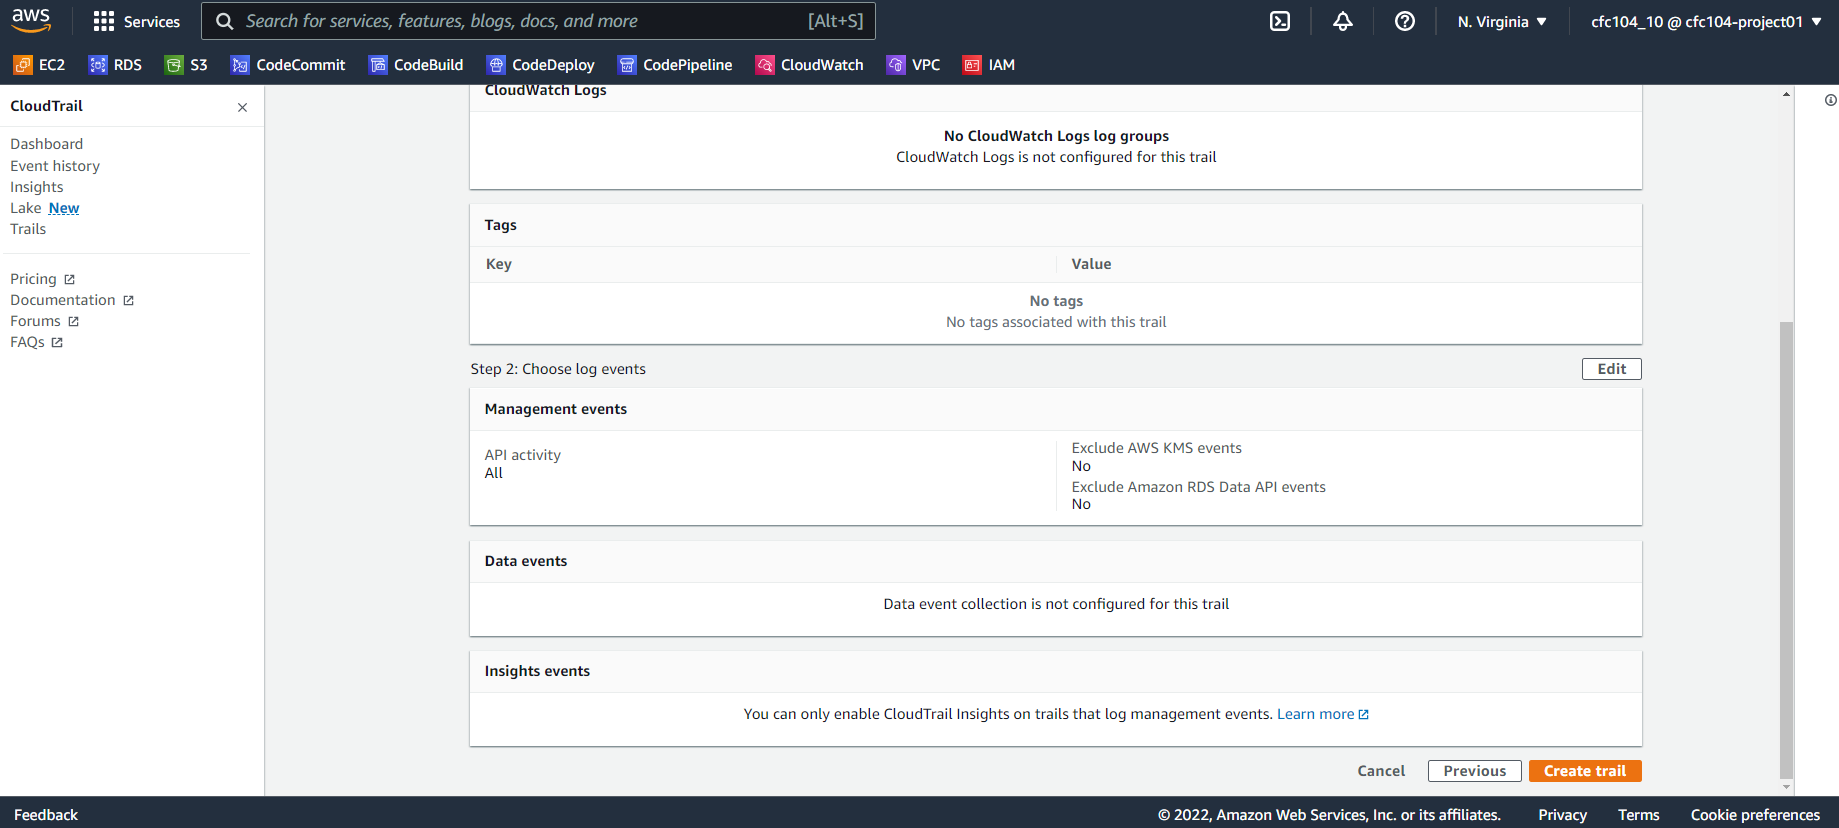 aws
Services
Search for services, features, blogs, docs, and more
[Alt+S]
N. Virginia
cfc104_10 @ cfc104-project01
EC2
RDS
S3
CodeCommit
CodeBuild
CodeDeploy
CodePipeline
CloudWatch
VPC
IAM
CloudTrail
Dashboard
Event history
Insights
Lake New
Trails
Pricing
Documentation
Forums
FAQs
CloudWatch Logs
No CloudWatch Logs log groups
CloudWatch Logs is not configured for this trail
Tags
Key
Value
No tags
No tags associated with this trail
Step 2: Choose log events
Edit
Management events
API activity
All
Exclude AWS KMS events
No
Exclude Amazon RDS Data API events
No
Data events
Data event collection is not configured for this trail
Insights events
You can only enable CloudTrail Insights on trails that log management events. Learn more
Cancel
Previous
Create trail
Feedback
© 2022, Amazon Web Services, Inc. or its affiliates.
Privacy
Terms
Cookie preferences